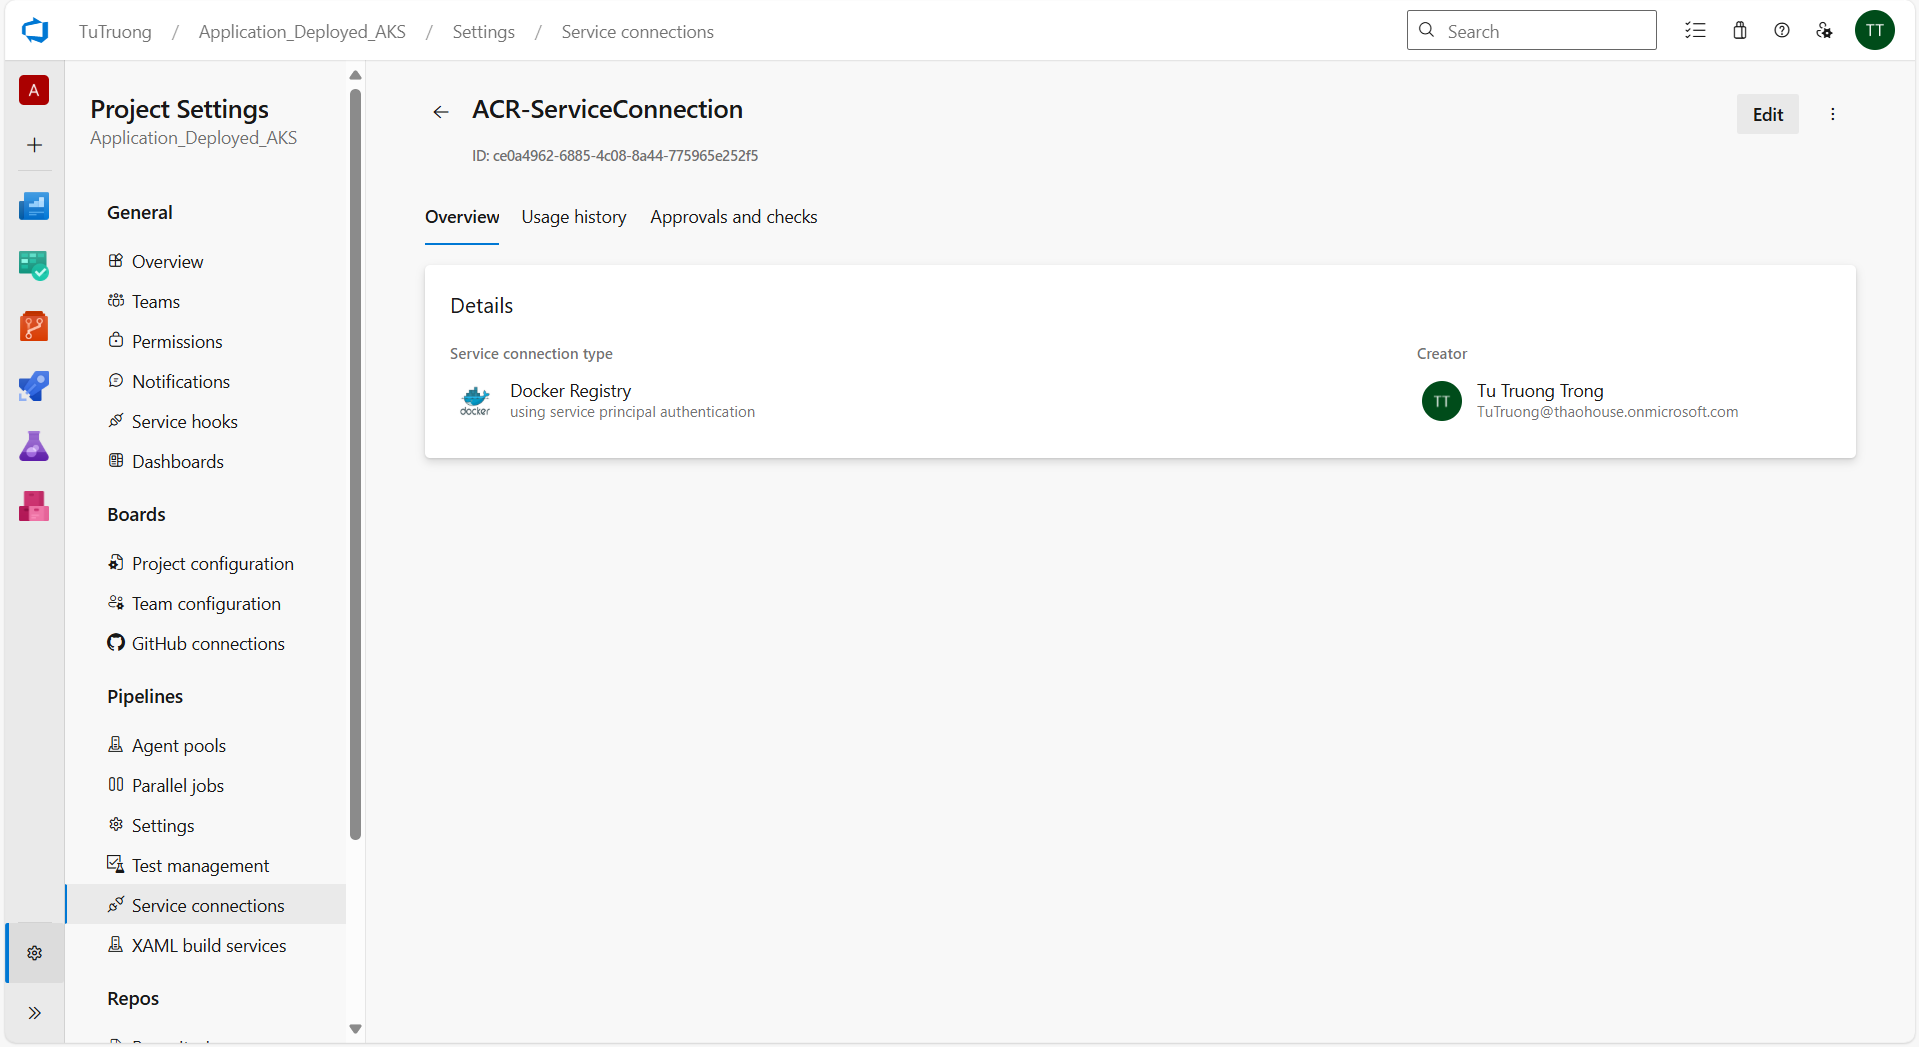 TuTruong / Application_Deployed_AKS / Settings / Service connections
Search
TT
A
Project Settings
Application_Deployed_AKS
General
Overview
Teams
Permissions
Notifications
Service hooks
Dashboards
Boards
Project configuration
Team configuration
GitHub connections
Pipelines
Agent pools
Parallel jobs
Settings
Test management
Service connections
XAML build services
Repos
ACR-ServiceConnection
Edit
ID: ce0a4962-6885-4c08-8a44-775965e252f5
Overview
Usage history
Approvals and checks
Details
Service connection type
docker
Docker Registry
using service principal authentication
Creator
TT
Tu Truong Trong
TuTruong@thaohouse.onmicrosoft.com